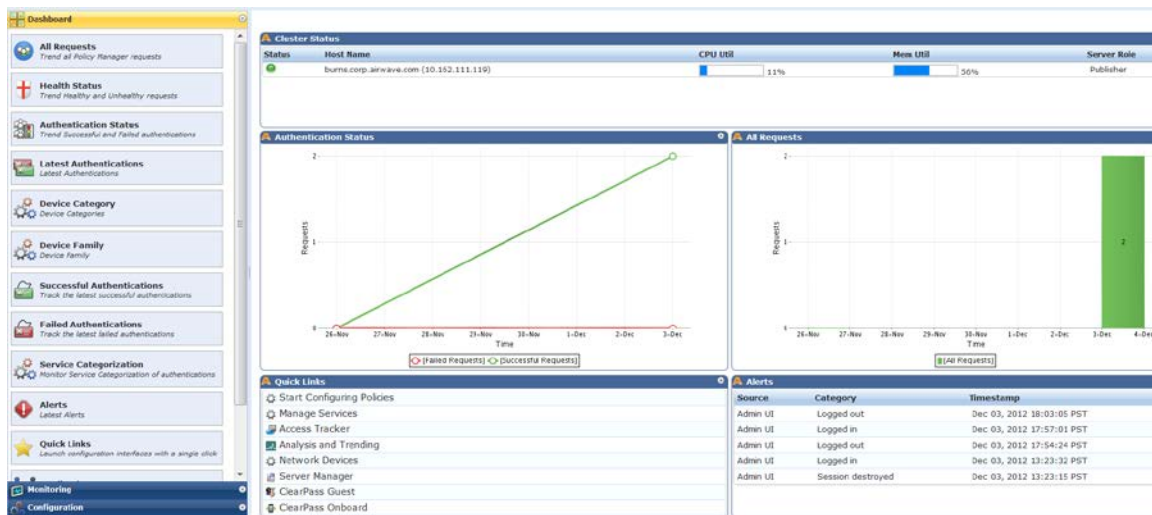 Dashboard
All Requests
Trend all Policy Manager requests
Health Status
Trend Healthy and Unhealthy requests
Authentication Status
Trend Successful and Failed authentications
Latest Authentications
Latest Authentications
Device Category
Device Categories
Device Family
Device Family
Successful Authentications
Track the latest successful authentications
Failed Authentications
Track the latest failed authentications
Service Categorization
Monitor Service Categorization of authentications
Alerts
Latest Alerts
Quick Links
Launch configuration interfaces with a single click
Monitoring
Configuration
Cluster Status
Status Host Name CPU Util Mem Util Server Role
burns.corp.airwave.com (10.162.111.119) 11% 56% Publisher
Authentication Status
2
1
0
Requests
26-Nov 27-Nov 28-Nov 29-Nov 30-Nov 1-Dec 2-Dec 3-Dec
Time
[Failed Requests] [Successful Requests]
All Requests
2
1
0
Requests
2
26-Nov 27-Nov 28-Nov 29-Nov 30-Nov 1-Dec 2-Dec 3-Dec 4-Dec
Time
[All Requests]
Quick Links
Start Configuring Policies
Manage Services
Access Tracker
Analysis and Trending
Network Devices
Server Manager
ClearPass Guest
ClearPass Onboard
Alerts
Source Category Timestamp
Admin UI Logged out Dec 03, 2012 18:03:05 PST
Admin UI Logged in Dec 03, 2012 17:57:01 PST
Admin UI Logged out Dec 03, 2012 17:54:24 PST
Admin UI Logged in Dec 03, 2012 13:23:32 PST
Admin UI Session destroyed Dec 03, 2012 13:23:15 PST